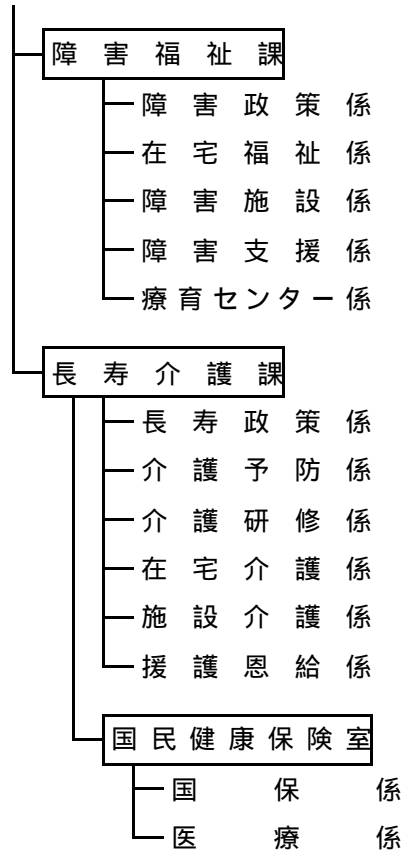 障害福祉課
障害政策係
在宅福祉係
障害施設係
障害支援係
療育センター係
長寿介護課
長寿政策係
介護予防係
介護研修係
在宅介護係
施設介護係
援護恩給係
国民健康保険室
国保係
医療係